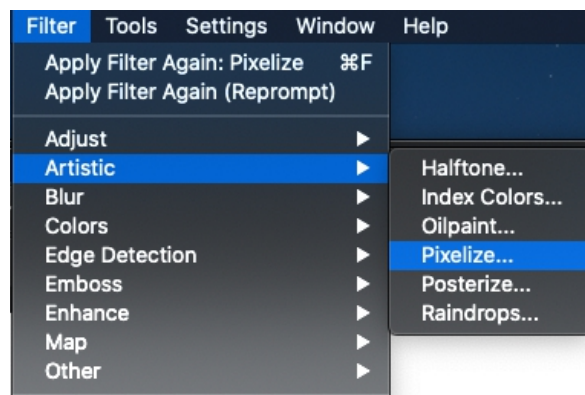 Filter Tools Settings Window Help
Apply Filter Again: Pixelize ⌘F
Apply Filter Again (Reprompt)
Adjust
Artistic
Blur
Colors
Edge Detection
Emboss
Enhance
Map
Other
Halftone...
Index Colors...
Oilpaint...
Pixelize...
Posterize...
Raindrops...